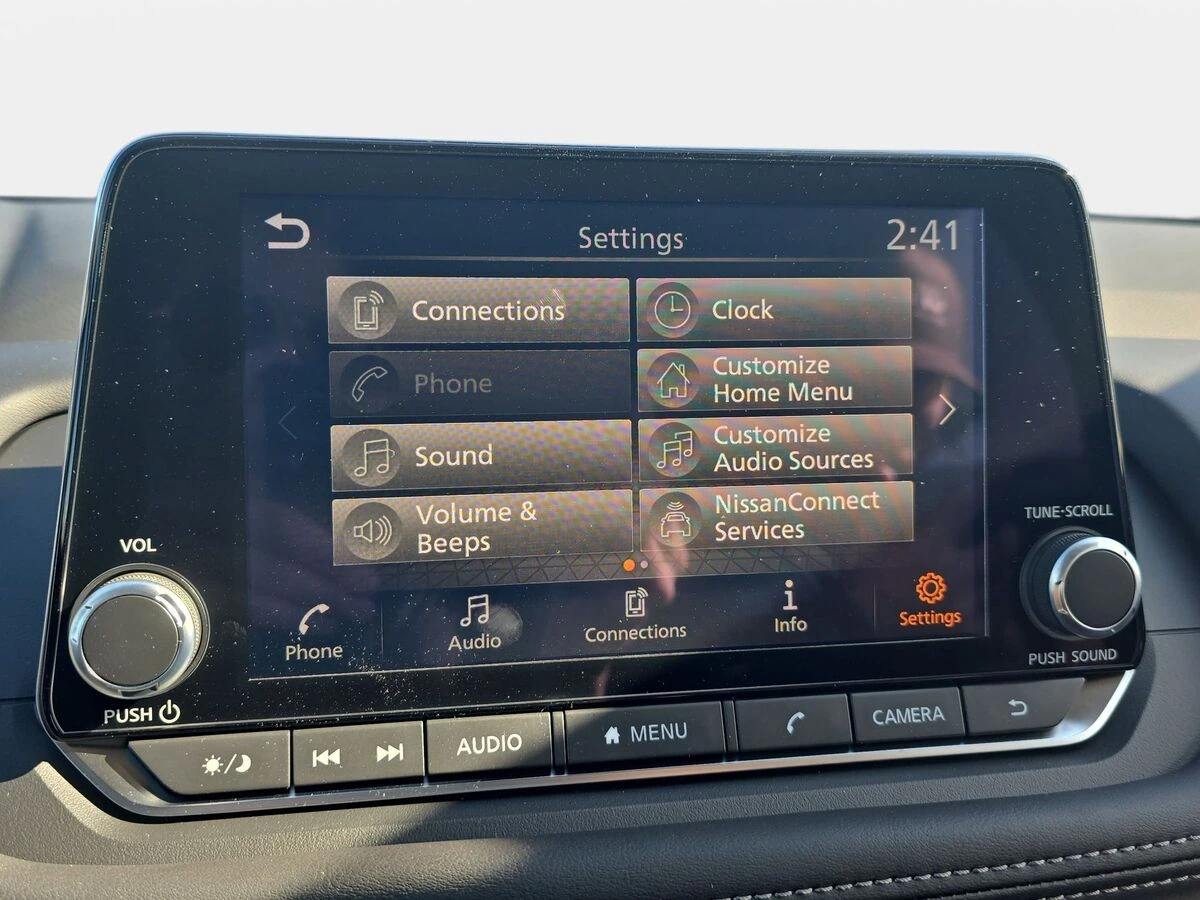 Settings
2:41
Connections
Clock
Phone
Customize
Home Menu
Sound
Customize
Audio Sources
Volume &
Beeps
NissanConnect
Services
Phone
Audio
Connections
Info
Settings
VOL
PUSH
TUNE·SCROLL
PUSH SOUND
AUDIO
MENU
CAMERA